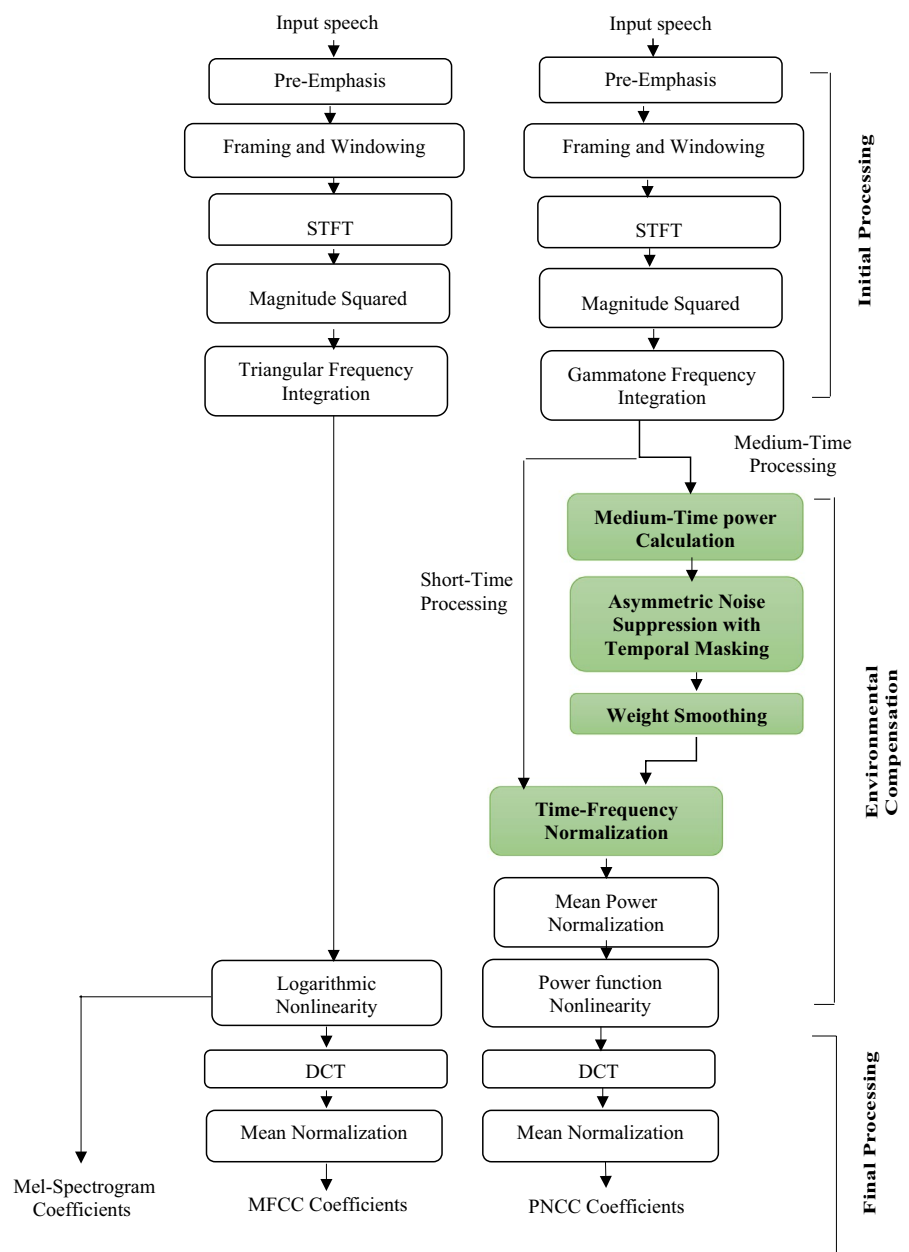 Input speech
Pre-Emphasis
Framing and Windowing
STFT
Magnitude Squared
Triangular Frequency
Integration
Logarithmic
Nonlinearity
DCT
Mean Normalization
MFCC Coefficients
Mel-Spectrogram
Coefficients
Input speech
Pre-Emphasis
Framing and Windowing
STFT
Magnitude Squared
Gammatone Frequency
Integration
Medium-Time
Processing
Short-Time
Processing
Medium-Time power
Calculation
Asymmetric Noise
Suppression with
Temporal Masking
Weight Smoothing
Time-Frequency
Normalization
Mean Power
Normalization
Power function
Nonlinearity
DCT
Mean Normalization
PNCC Coefficients
Initial Processing
Environmental
Compensation
Final Processing